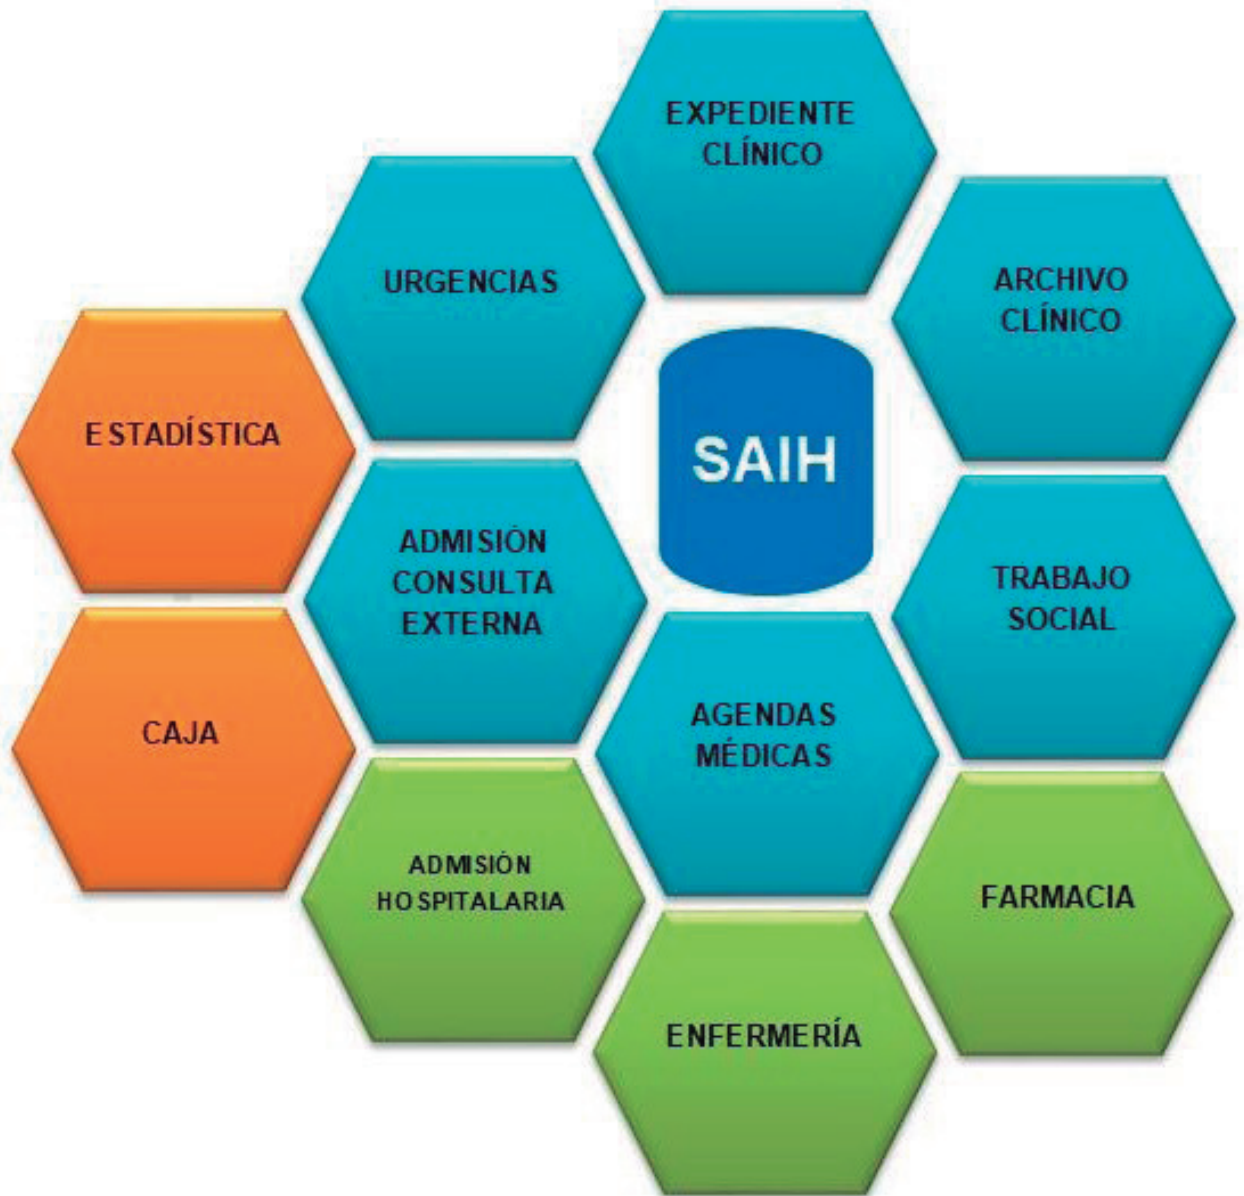 EXPEDIENTE
CLÍNICO
URGENCIAS
ARCHIVO
CLÍNICO
ESTADÍSTICA
SAIH
ADMISIÓN
CONSULTA
EXTERNA
TRABAJO
SOCIAL
CAJA
AGENDAS
MÉDICAS
ADMISIÓN
HOSPITALARIA
FARMACIA
ENFERMERÍA